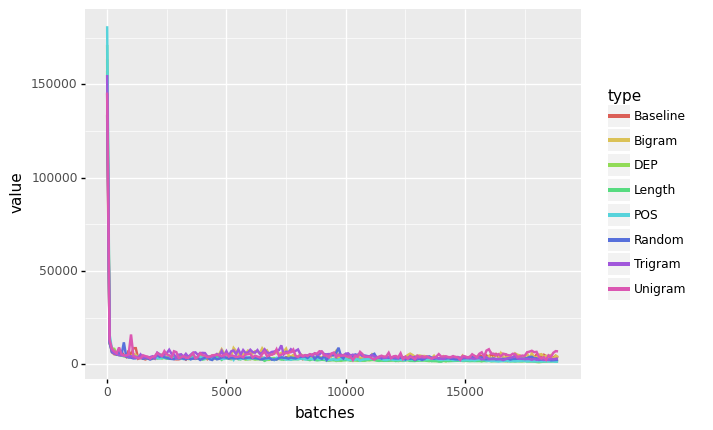 150000
100000
50000
0
value
0
5000
10000
15000
batches
type
Baseline
Bigram
DEP
Length
POS
Random
Trigram
Unigram